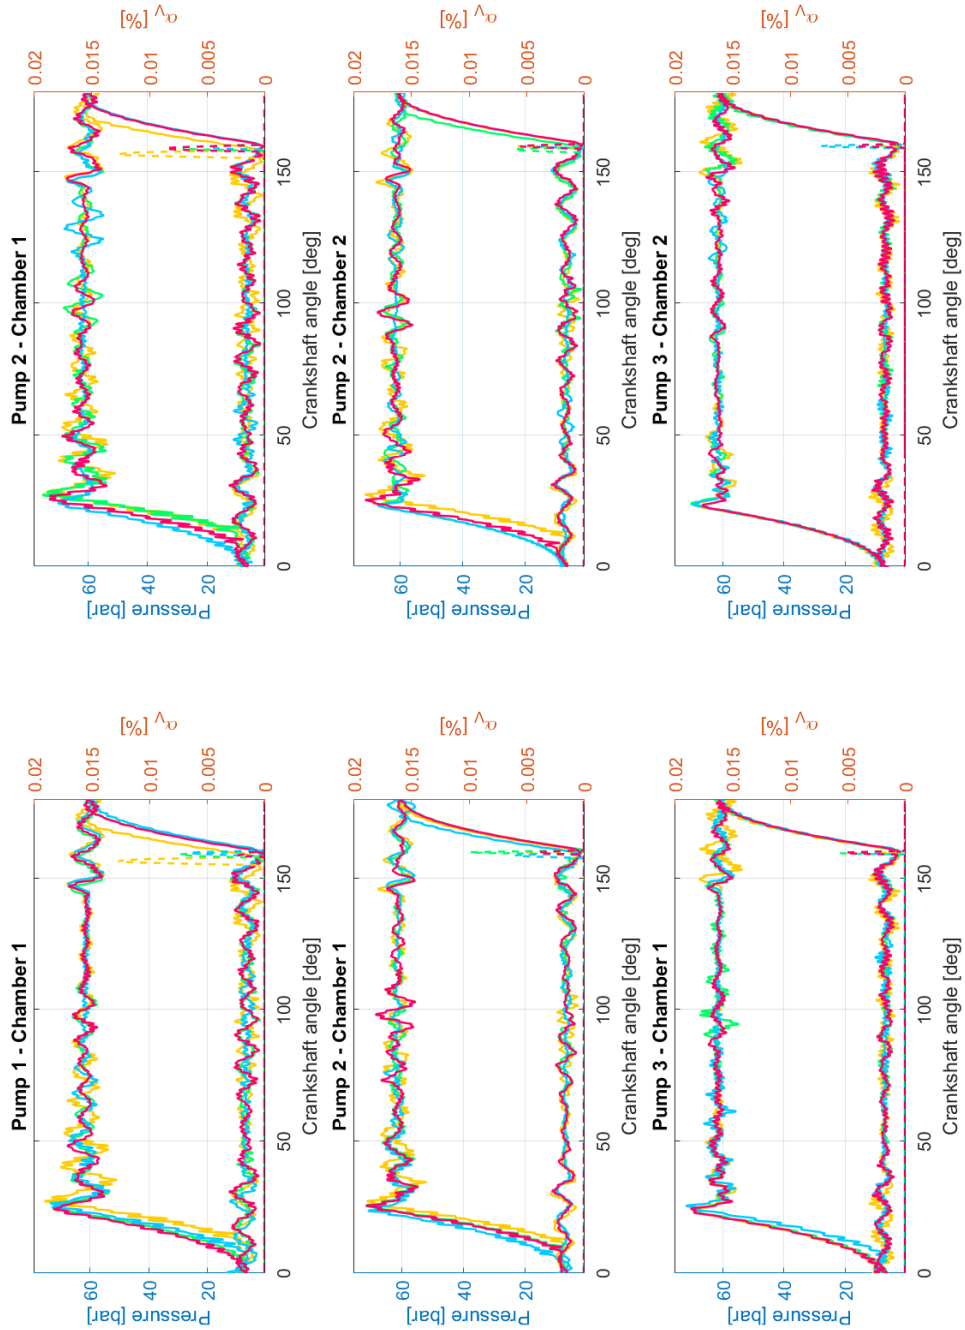 Pump 1 - Chamber 1
Pressure [bar]
60
40
20
0.02
0.015
0.01
0.005
0
α_V [%]
0 50 100 150
Crankshaft angle [deg]
Pump 2 - Chamber 1
Pressure [bar]
60
40
20
0.02
0.015
0.01
0.005
0
α_V [%]
0 50 100 150
Crankshaft angle [deg]
Pump 2 - Chamber 1
Pressure [bar]
60
40
20
0.02
0.015
0.01
0.005
0
α_V [%]
0 50 100 150
Crankshaft angle [deg]
Pump 2 - Chamber 2
Pressure [bar]
60
40
20
0.02
0.015
0.01
0.005
0
α_V [%]
0 50 100 150
Crankshaft angle [deg]
Pump 3 - Chamber 1
Pressure [bar]
60
40
20
0.02
0.015
0.01
0.005
0
α_V [%]
0 50 100 150
Crankshaft angle [deg]
Pump 3 - Chamber 2
Pressure [bar]
60
40
20
0.02
0.015
0.01
0.005
0
α_V [%]
0 50 100 150
Crankshaft angle [deg]